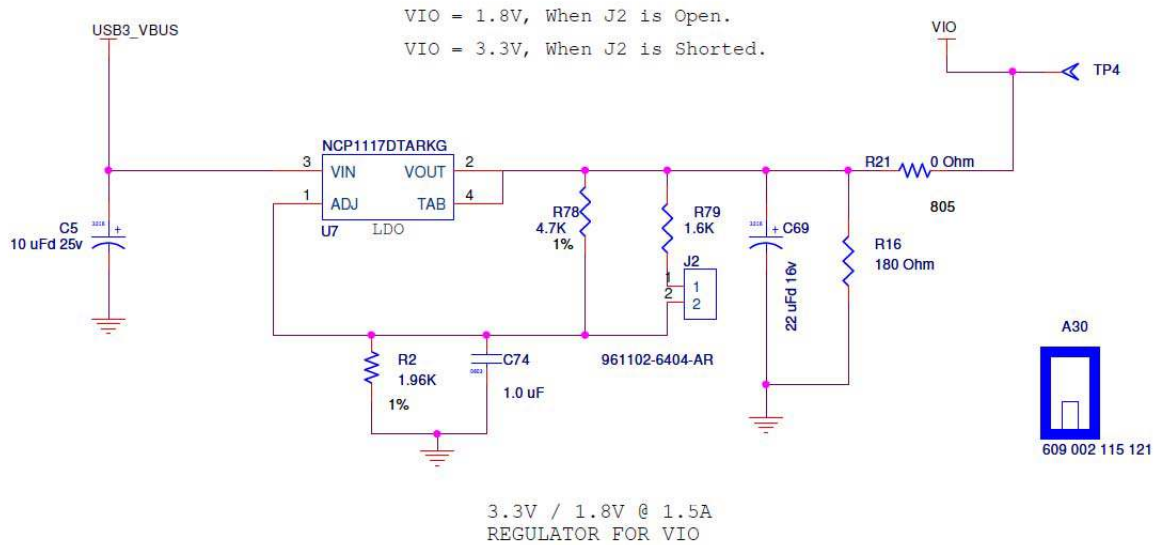 VIO = 1.8V, When J2 is Open.
USB3_VBUS
VIO
VIO = 3.3V, When J2 is Shorted.
TP4
NCP1117DTARKG
3
VIN
VOUT
2
R21
0 Ohm
1
ADJ
TAB
4
805
U7
LDO
C5
3216
+
10 uFd 25v
R78
4.7K
1%
R79
1.6K
3216
+
C69
22 uFd 16v
R16
180 Ohm
J2
1
1
2
2
A30
R2
1.96K
1%
C74
0603
1.0 uF
961102-6404-AR
609 002 115 121
3.3V / 1.8V @ 1.5A
REGULATOR FOR VIO